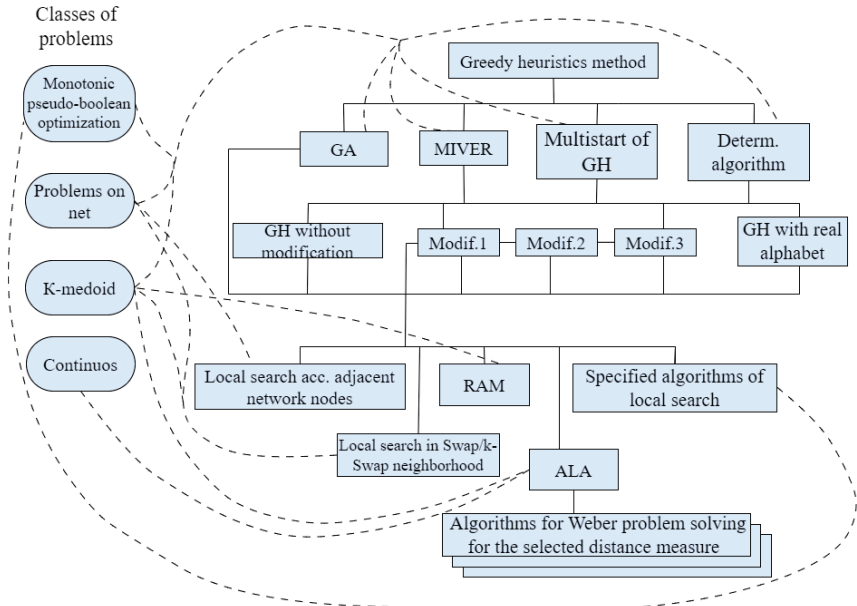 Classes of
problems
Monotonic
pseudo-boolean
optimization
Problems on
net
K-medoid
Continuos
Greedy heuristics method
GA
MIVER
Multistart of
GH
Determ.
algorithm
GH without
modification
Modif.1
Modif.2
Modif.3
GH with real
alphabet
Local search acc. adjacent
network nodes
RAM
Specified algorithms of
local search
Local search in Swap/k-
Swap neighborhood
ALA
Algorithms for Weber problem solving
for the selected distance measure